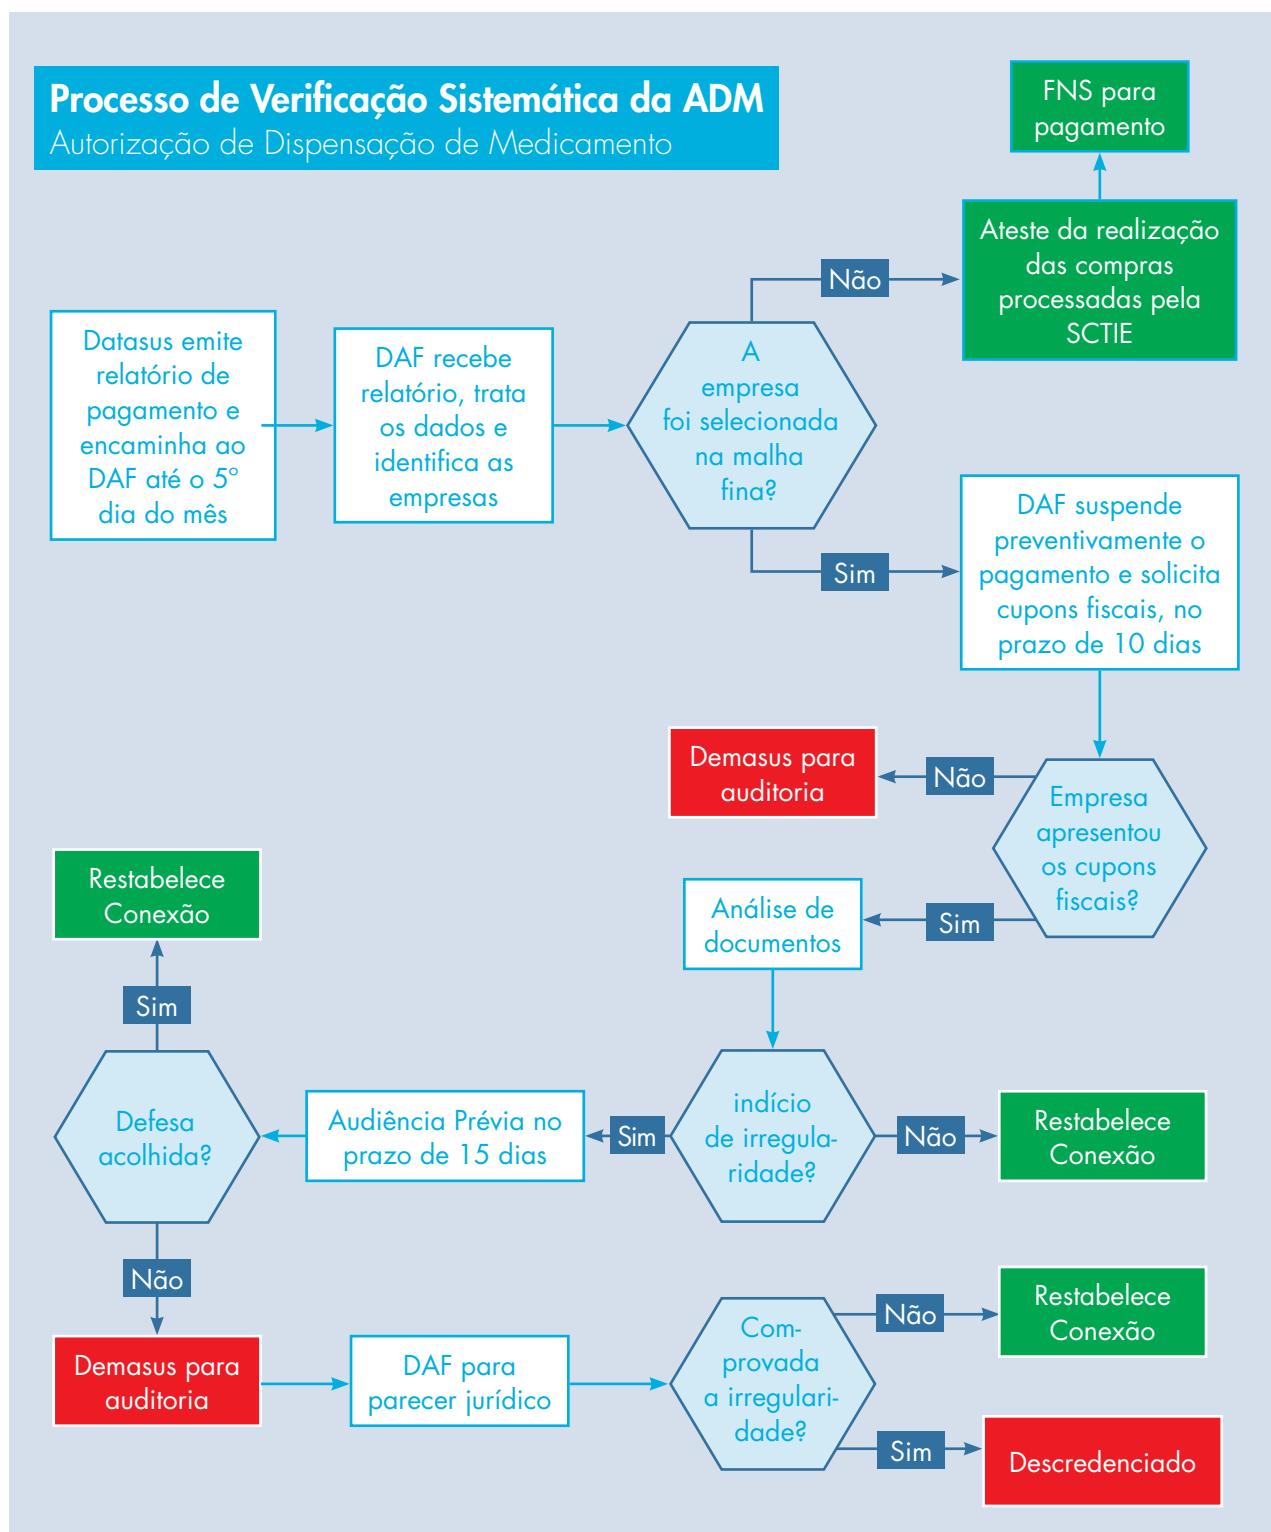 Processo de Verificação Sistemática da ADM
Autorização de Dispensação de Medicamento
FNS para
pagamento
Ateste da realização
das compras
processadas pela
SCTIE
Não
Datasus emite
relatório de
pagamento e
encaminha ao
DAF até o 5º
dia do mês
DAF recebe
relatório, trata
os dados e
identifica as
empresas
A
empresa
foi selecionada
na malha
fina?
Sim
DAF suspende
preventivamente o
pagamento e solicita
cupons fiscais, no
prazo de 10 dias
Demasus para
auditoria
Não
Empresa
apresentou
os cupons
fiscais?
Sim
Análise de
documentos
Restabelece
Conexão
Sim
Defesa
acolhida?
Audiência Prévia no
prazo de 15 dias
Sim
indício
de irregula-
ridade?
Não
Restabelece
Conexão
Não
Demasus para
auditoria
DAF para
parecer jurídico
Com-
provada
a irregulari-
dade?
Não
Restabelece
Conexão
Sim
Descredenciado